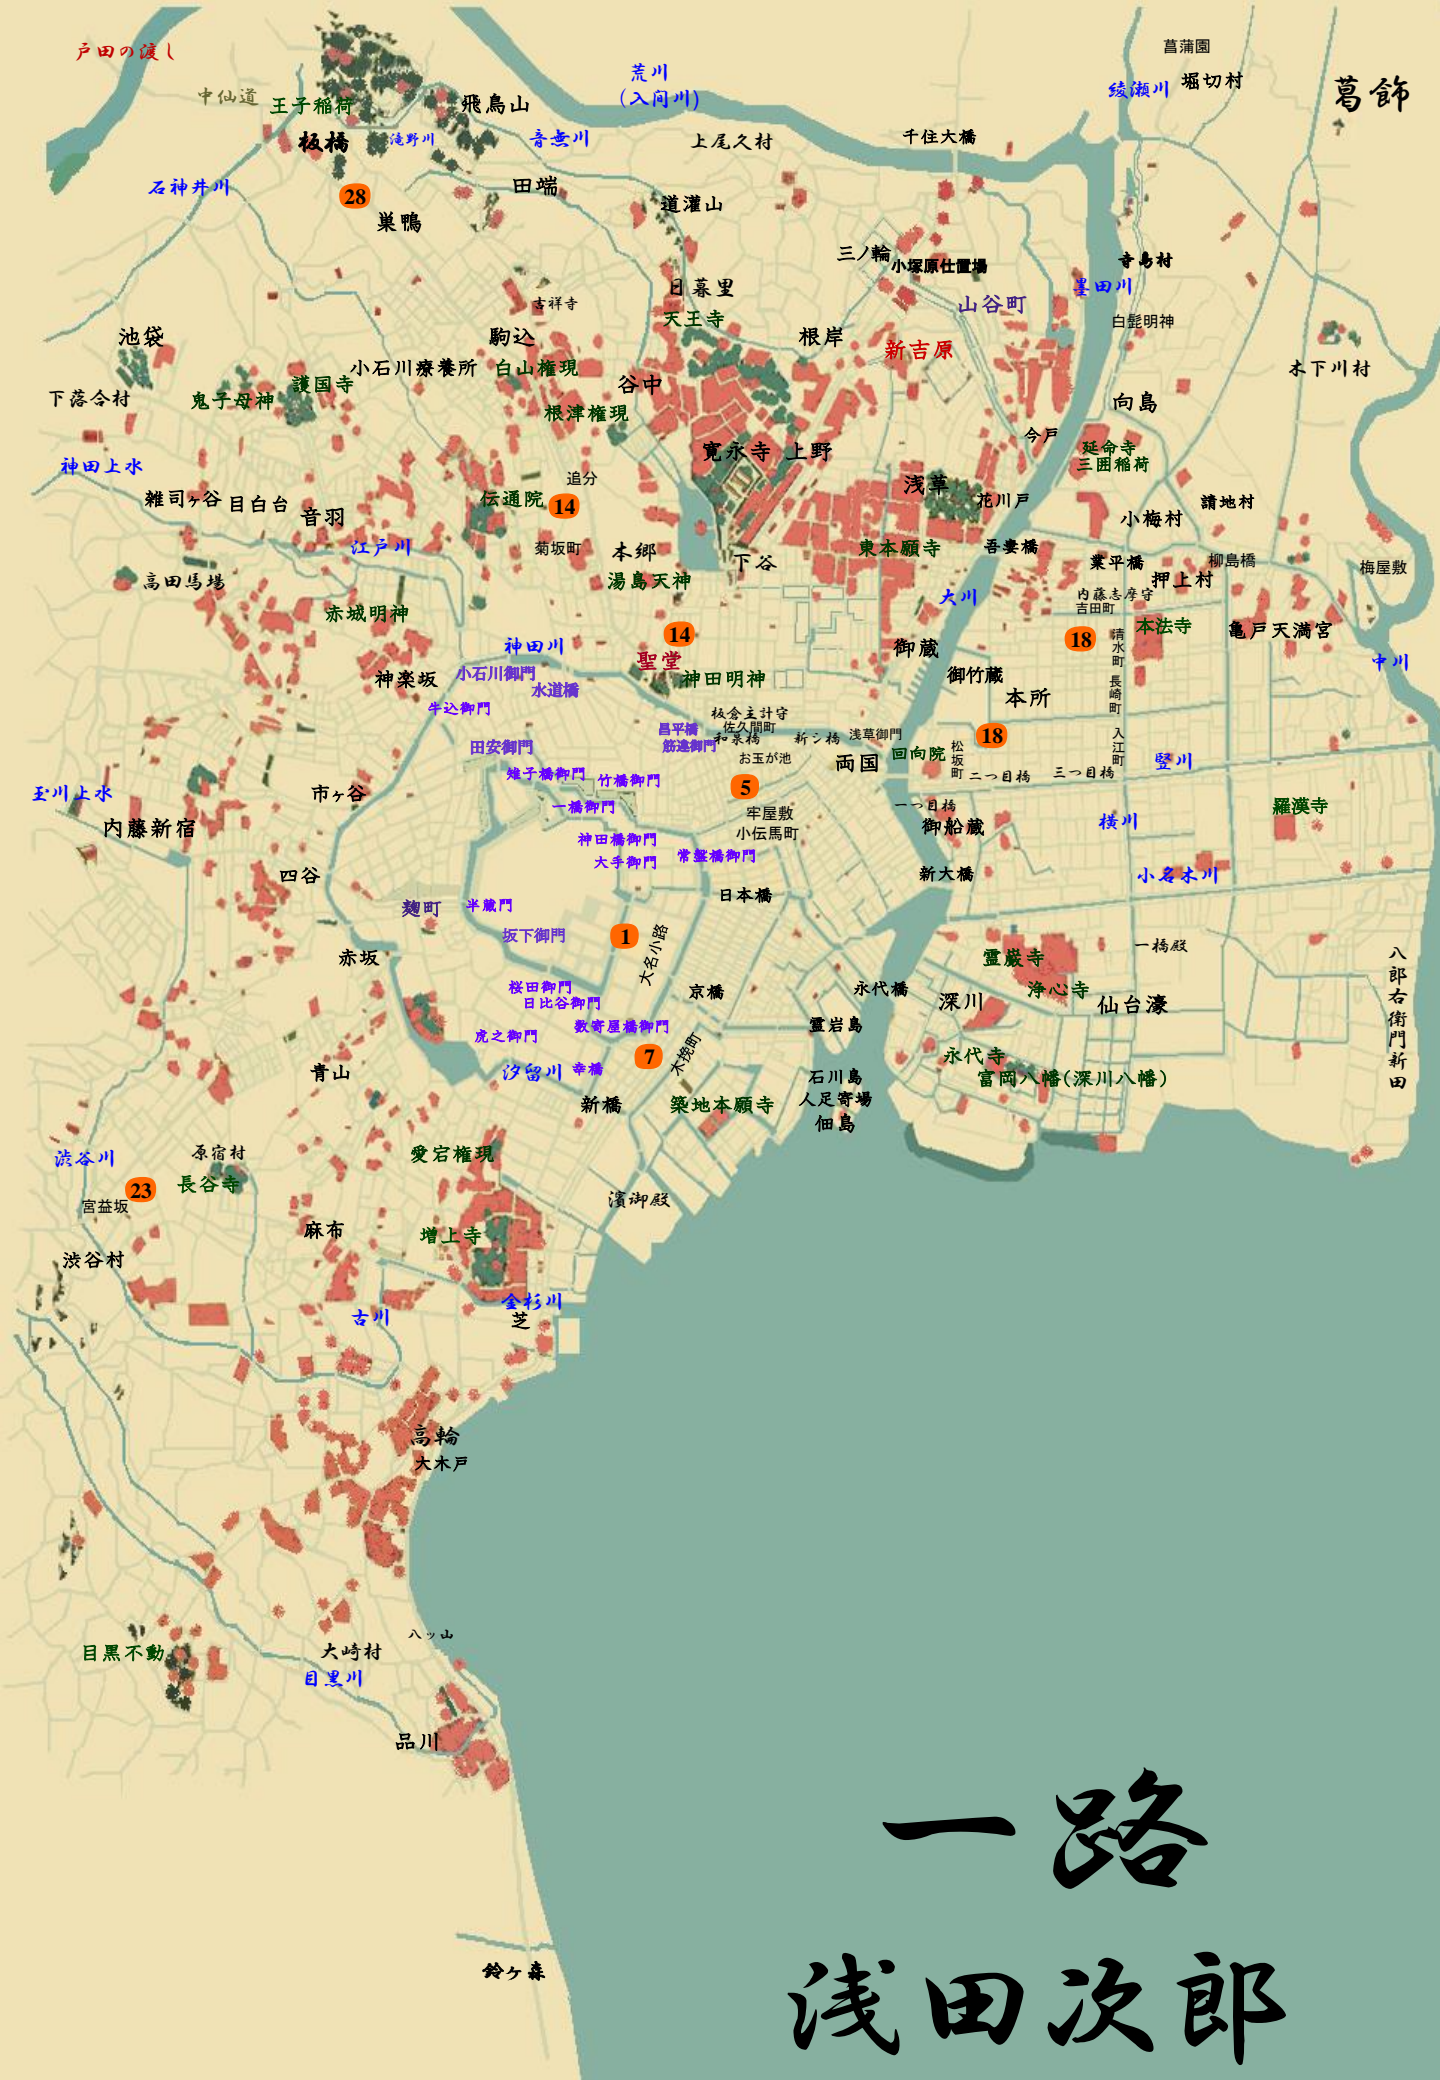 戸田の渡し
中仙道
王子稲荷
板橋
滝野川
飛鳥山
音無川
荒川
(入间川)
上尾久村
千住大橋
菖蒲園
綾瀬川
堀切村
葛飾
石神井川
28
巣鴨
田端
道灌山
三ノ輪
小塚原仕置場
寺島村
墨田川
日暮里
山谷町
吉祥寺
天王寺
白髭明神
池袋
駒込
根岸
新吉原
小石川療養所
白山権現
木下川村
下落合村
鬼子母神
護国寺
谷中
根津権現
向島
今戸
延命寺
三囲稲荷
寛永寺
上野
神田上水
追分
浅草
花川戸
雑司ヶ谷
目白台
伝通院
14
音羽
請地村
小梅村
江戸川
菊坂町
本郷
下谷
東本願寺
吾妻橋
業平橋
柳島橋
梅屋敷
高田馬場
湯島天神
押上村
大川
内藤志摩守
吉田町
赤城明神
14
18
清水町
本法寺
亀戸天満宮
神田川
聖堂
御蔵
中川
神楽坂
小石川御門
水道橋
神田明神
御竹蔵
本所
長崎町
牛込御門
板倉主計守
佐久間町
昌平橋
和泉橋
新シ橋
浅草御門
18
入江町
田安御門
筋違御門
お玉が池
両国
回向院
松坂町
二つ目橋
三つ目橋
竪川
雉子橋御門
竹橋御門
5
玉川上水
市ヶ谷
一橋御門
牢屋敷
一つ目橋
羅漢寺
内藤新宿
神田橋御門
小伝馬町
御船蔵
横川
大手御門
常盤橋御門
四谷
日本橋
新大橋
小名木川
麹町
半蔵門
坂下御門
1
大名小路
赤坂
霊巌寺
一橋殿
八郎右衛門新田
桜田御門
日比谷御門
京橋
永代橋
深川
浄心寺
仙台濠
数寄屋橋御門
霊岩島
虎之御門
7
木挽町
永代寺
青山
汐留川
幸橋
石川島
人足寄場
佃島
富岡八幡(深川八幡)
新橋
築地本願寺
渋谷川
原宿村
愛宕権現
長谷寺
23
宮益坂
濱御殿
麻布
増上寺
渋谷村
金杉川
古川
芝
高輪
大木戸
八ッ山
目黒不動
大崎村
目黒川
品川
鈴ヶ森
一路
浅田次郎